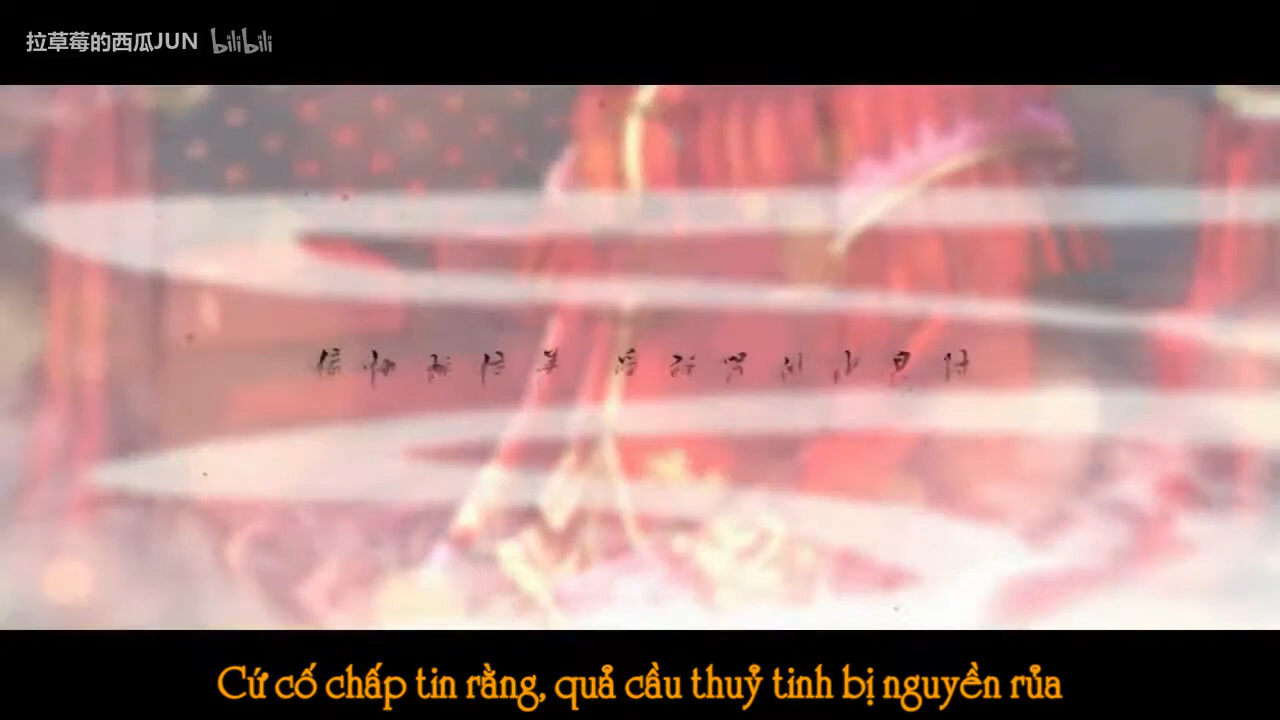 拉草莓的西瓜JUN bilibili
Cứ cố chấp tin rằng, quả cầu thuỷ tinh bị nguyền rủa